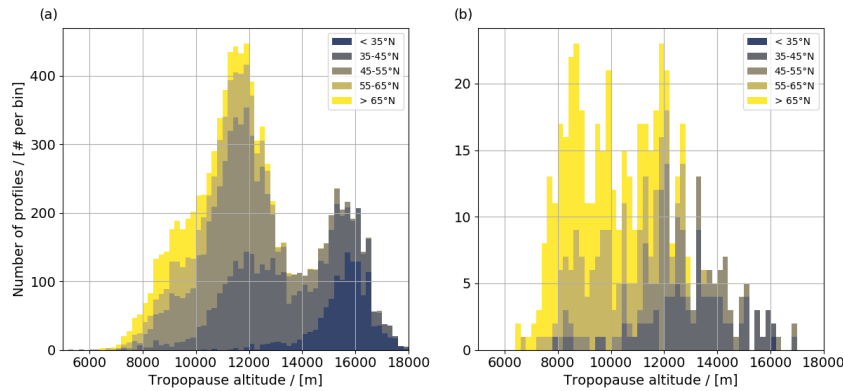 (a)
(b)
Number of profiles / [# per bin]
400
300
200
100
0
< 35°N
35-45°N
45-55°N
55-65°N
> 65°N
6000 8000 10000 12000 14000 16000 18000
Tropopause altitude / [m]
20
15
10
5
0
< 35°N
35-45°N
45-55°N
55-65°N
> 65°N
6000 8000 10000 12000 14000 16000 18000
Tropopause altitude / [m]